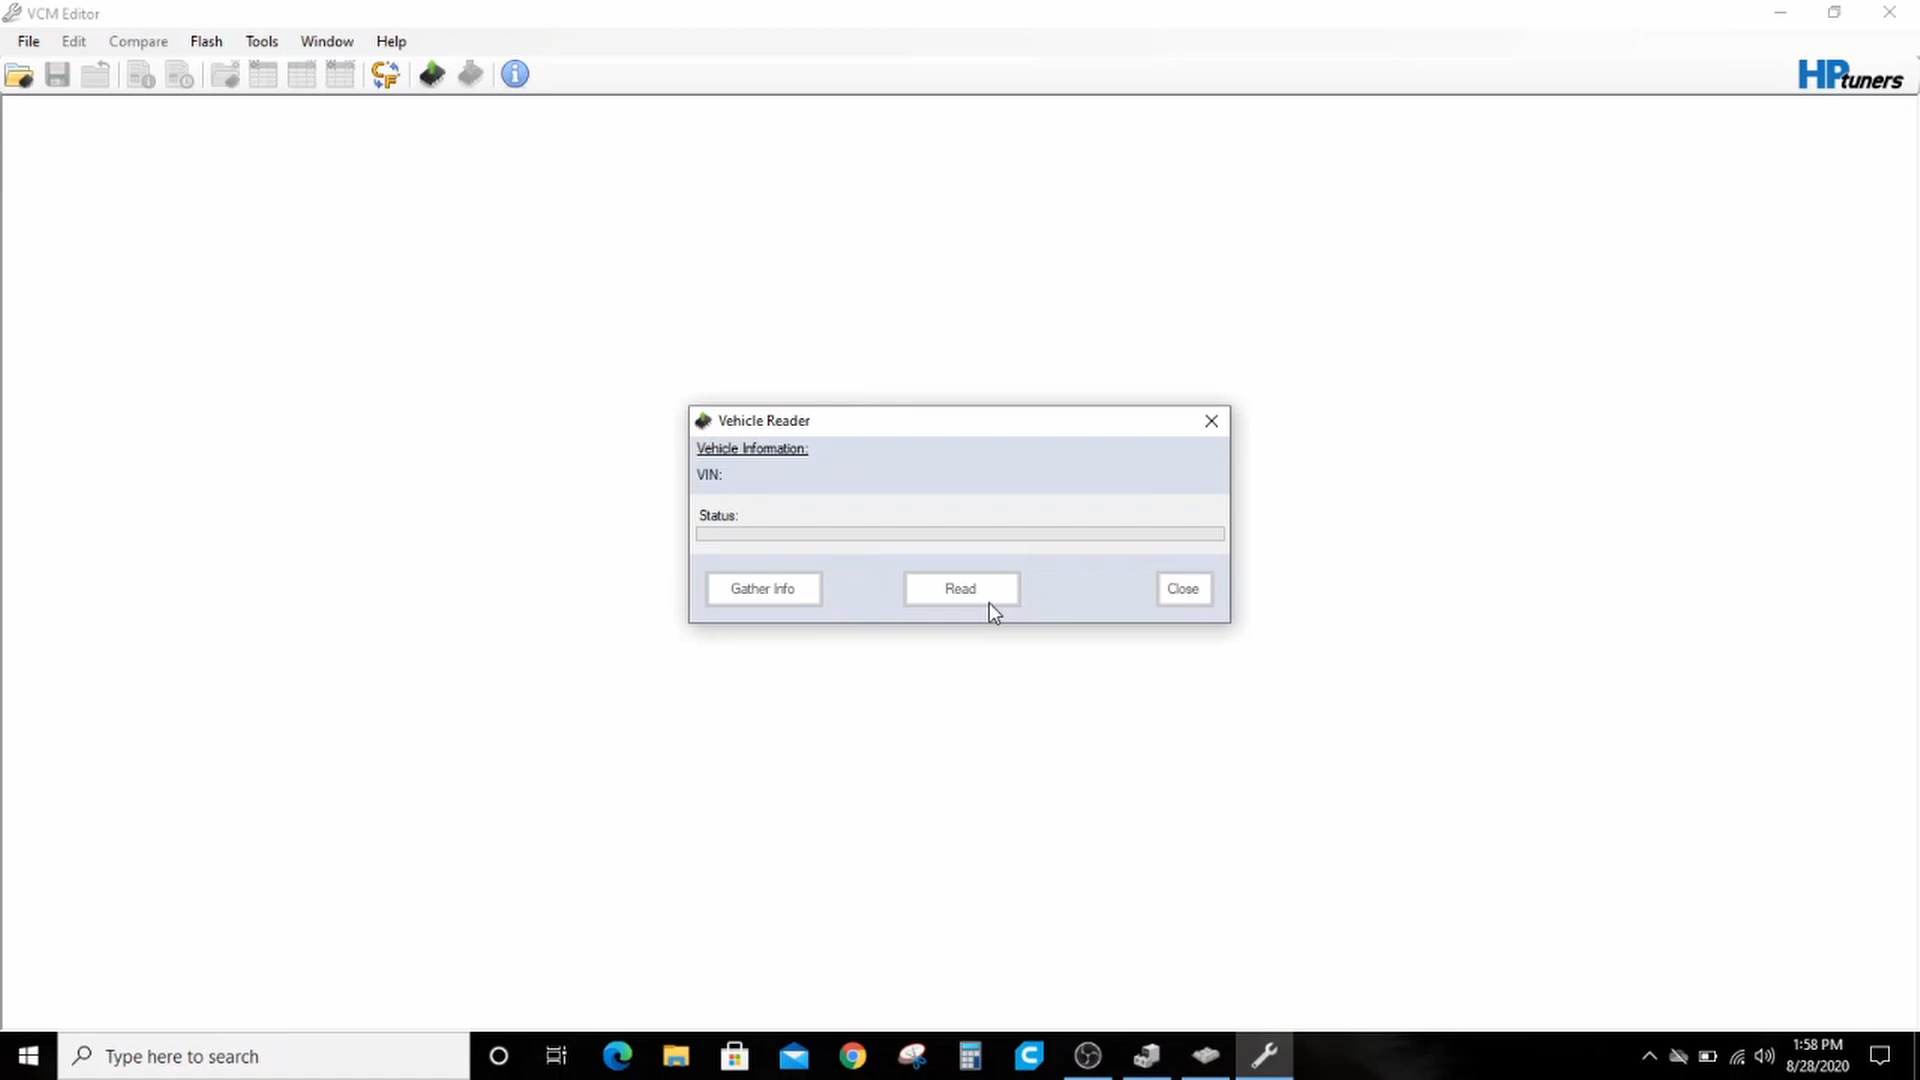 VCM Editor
File Edit Compare Flash Tools Window Help
HPtuners
Vehicle Reader
Vehicle Information:
VIN:
Status:
Gather Info Read Close
Type here to search
1:58 PM
8/28/2020